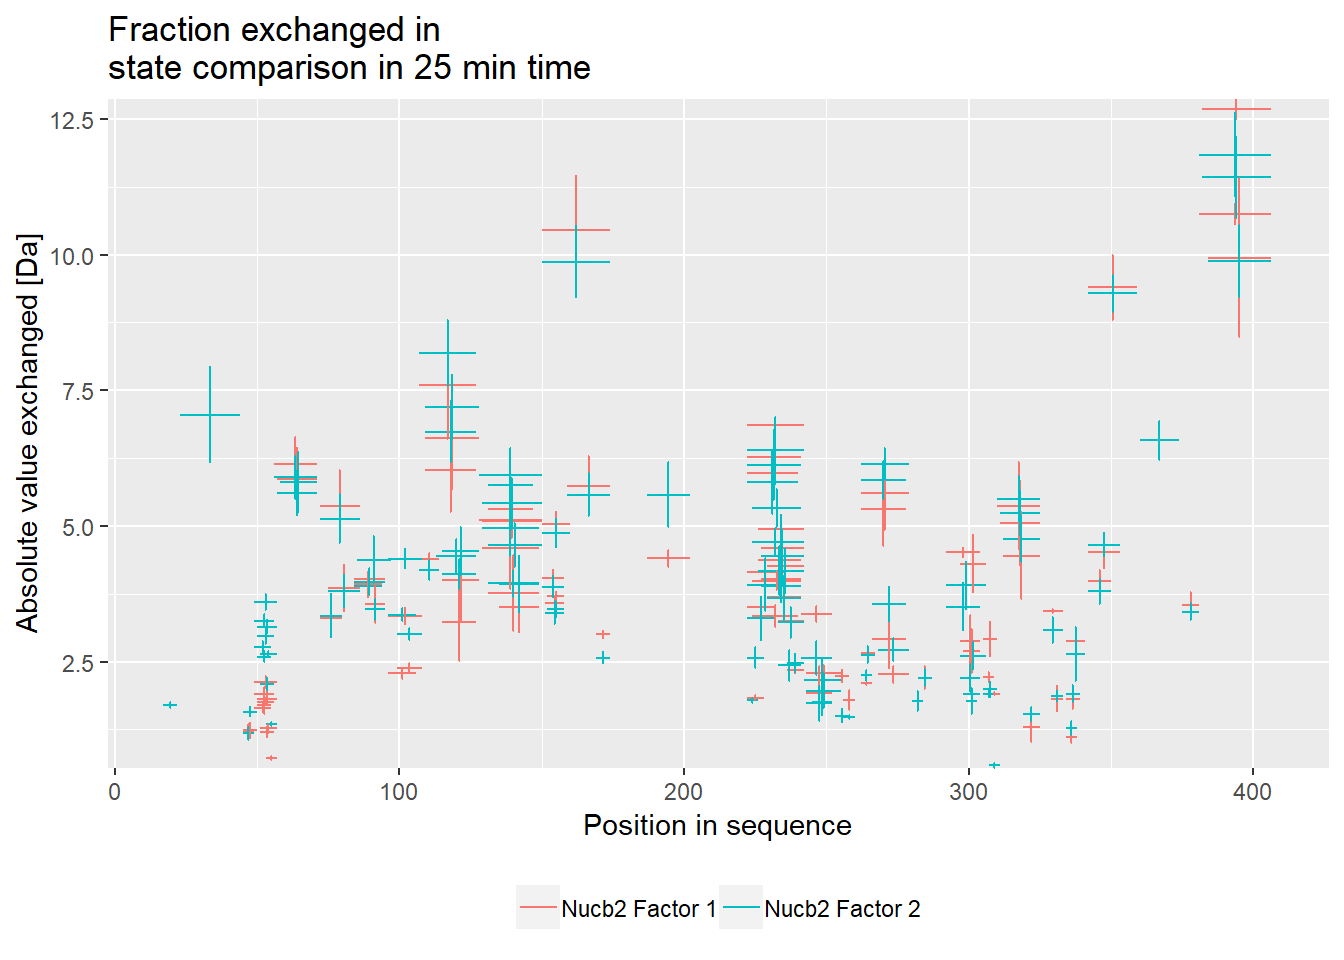 Fraction exchanged in
state comparison in 25 min time
Absolute value exchanged [Da]
12.5
10.0
7.5
5.0
2.5
0
100
200
300
400
Position in sequence
Nucb2 Factor 1
Nucb2 Factor 2